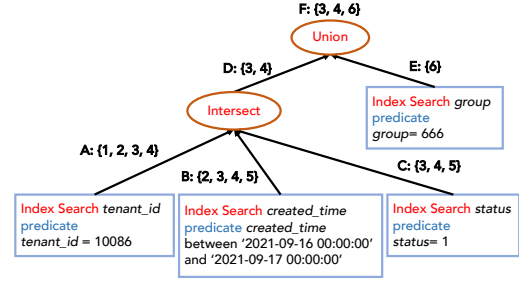 F: {3, 4, 6}
Union
D: {3, 4}
E: {6}
Index Search group
predicate
group= 666
Intersect
A: {1, 2, 3, 4}
B: {2, 3, 4, 5}
C: {3, 4, 5}
Index Search tenant_id
predicate
tenant_id = 10086
Index Search created_time
predicate created_time
between ‘2021-09-16 00:00:00’
and ‘2021-09-17 00:00:00’
Index Search status
predicate
status= 1